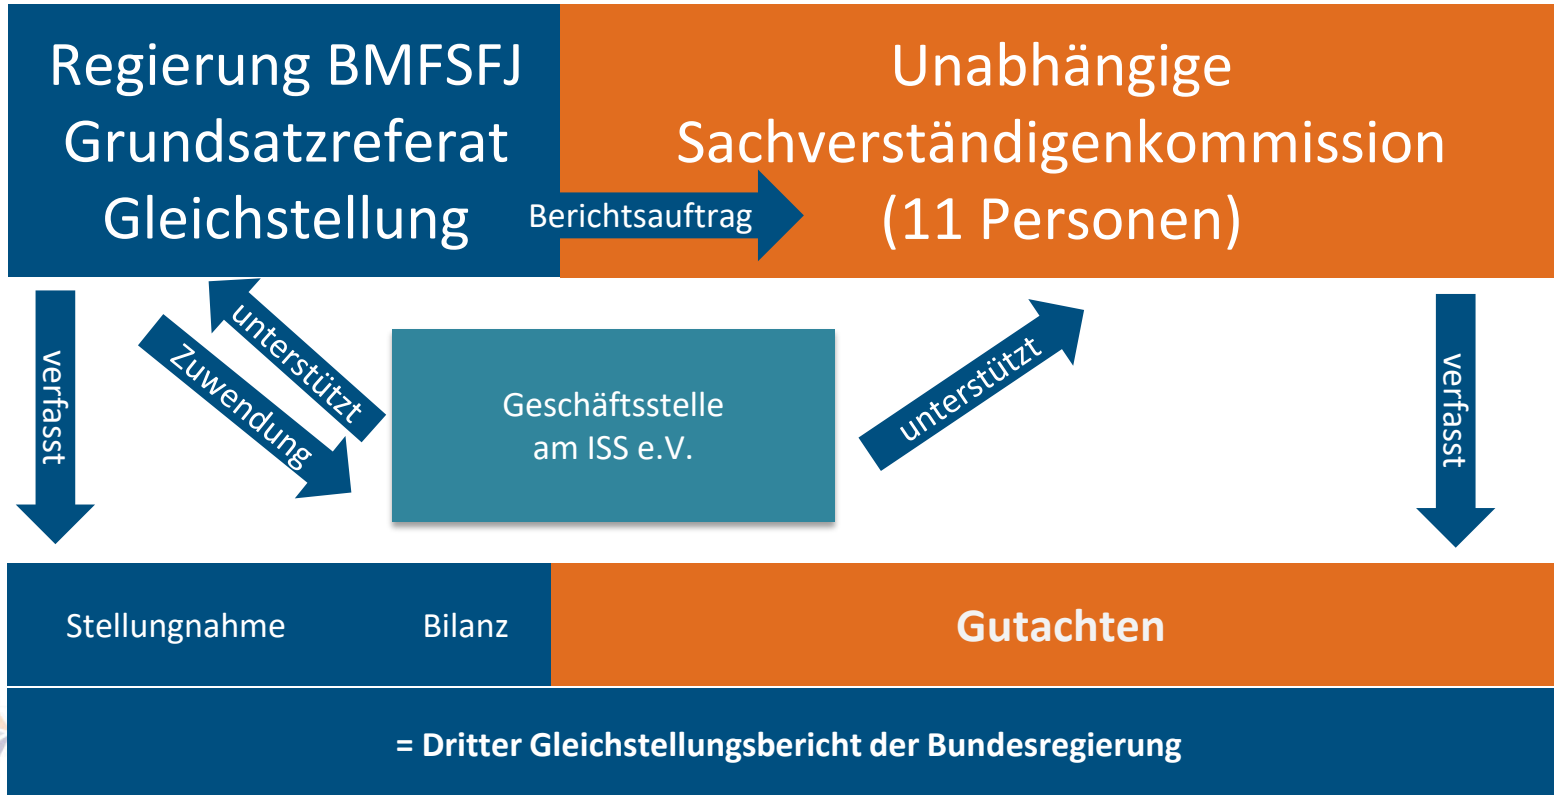 Regierung BMFSFJ
Grundsatzreferat
Gleichstellung
Berichtsauftrag
Unabhängige
Sachverständigenkommission
(11 Personen)
verfasst
unterstützt
Zuwendung
Geschäftsstelle
am ISS e.V.
unterstützt
verfasst
Stellungnahme
Bilanz
Gutachten
= Dritter Gleichstellungsbericht der Bundesregierung